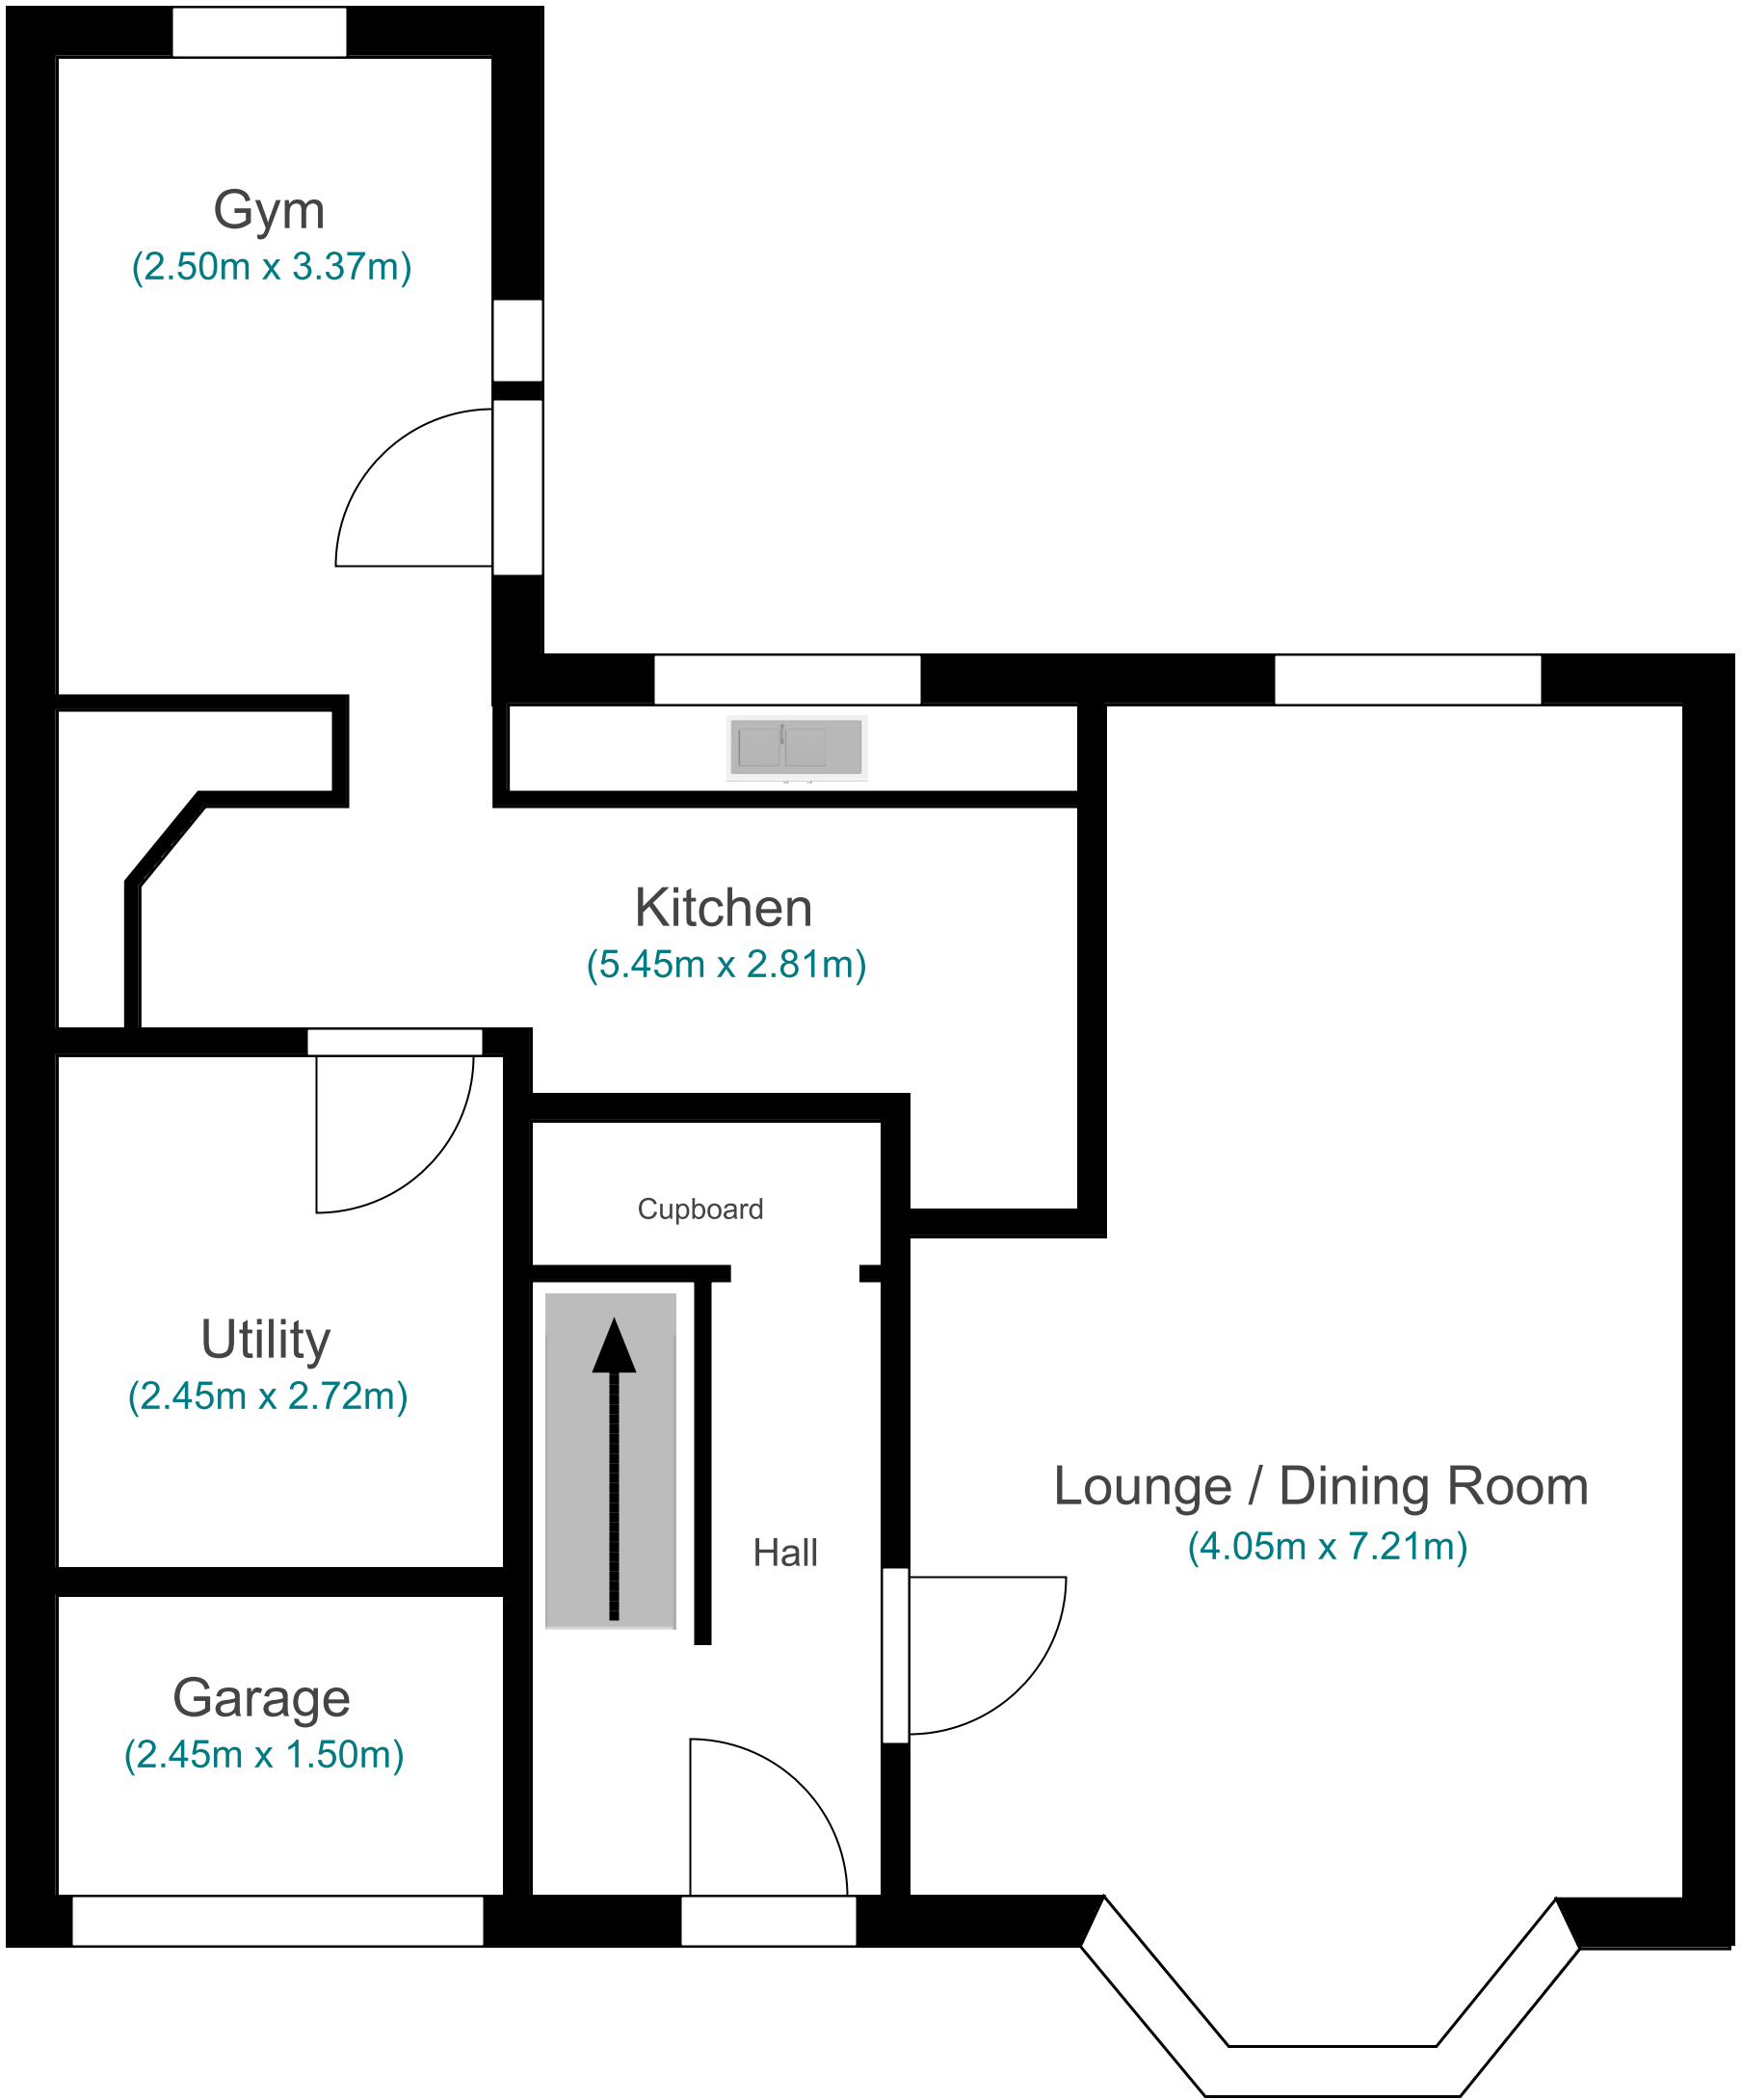 Gym
(2.50m x 3.37m)
Kitchen
(5.45m x 2.81m)
Cupboard
Utility
(2.45m x 2.72m)
Lounge / Dining Room
(4.05m x 7.21m)
Hall
Garage
(2.45m x 1.50m)